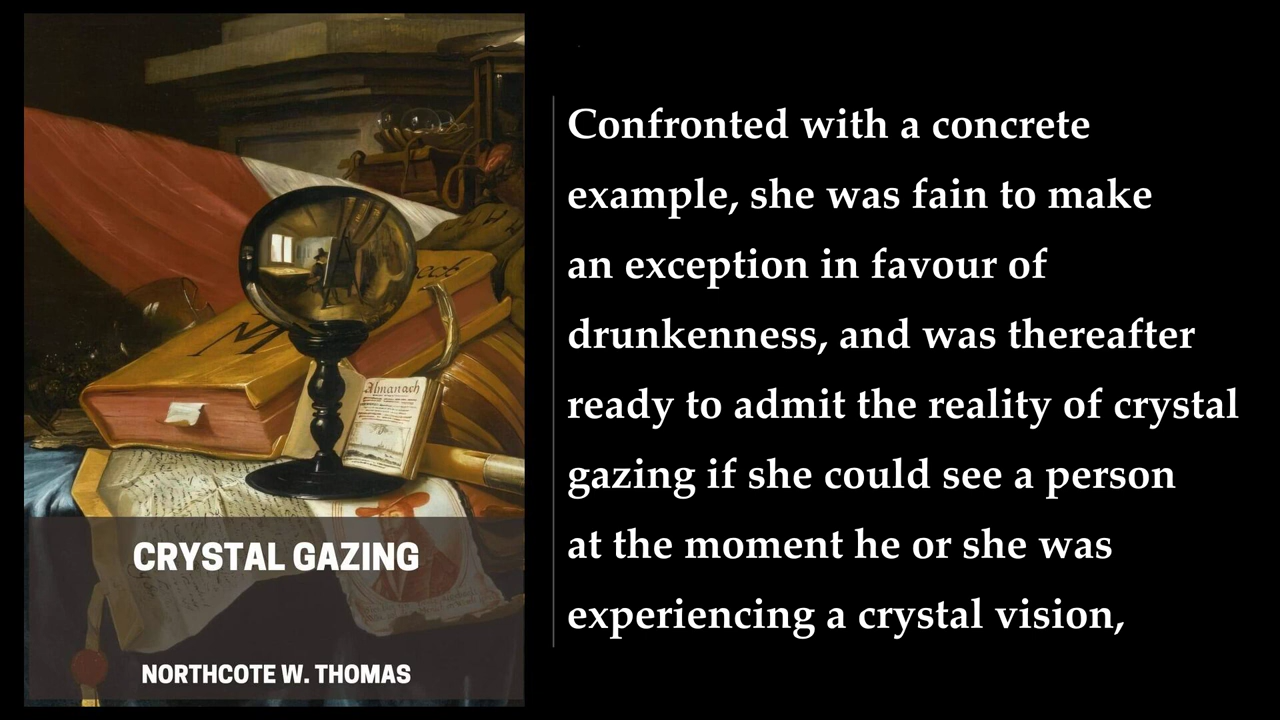 M
Almanach
CRYSTAL GAZING
NORTHCOTE W. THOMAS
Confronted with a concrete
example, she was fain to make
an exception in favour of
drunkenness, and was thereafter
ready to admit the reality of crystal
gazing if she could see a person
at the moment he or she was
experiencing a crystal vision,